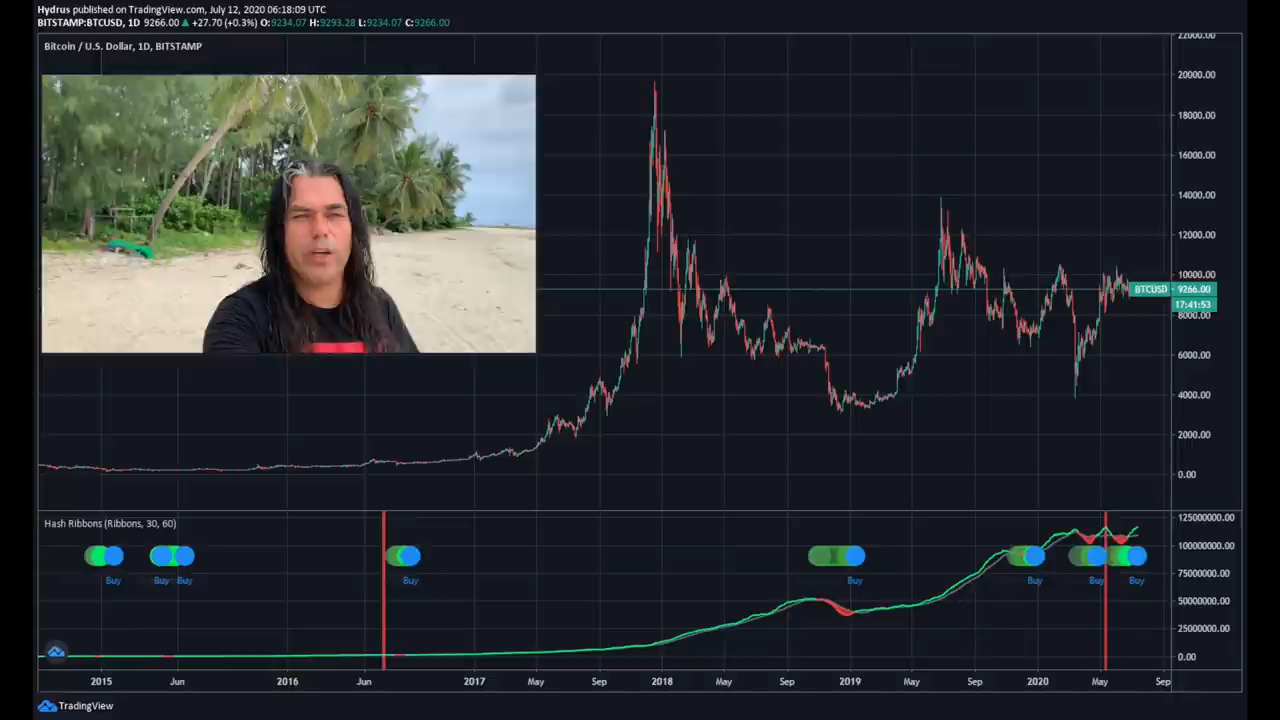 Hydrus published on TradingView.com, July 12, 2020 06:18:09 UTC
BITSTAMP:BTCUSD, 1D 9266.00 ▲ +27.70 (+0.3%) O:9234.07 H:9293.28 L:9234.07 C:9266.00
Bitcoin / U.S. Dollar, 1D, BITSTAMP
22000.00
20000.00
18000.00
16000.00
14000.00
12000.00
10000.00
BTCUSD 9266.00
17:41:53
8000.00
6000.00
4000.00
2000.00
0.00
Hash Ribbons (Ribbons, 30, 60)
125000000.00
100000000.00
Buy Buy Buy Buy Buy Buy Buy Buy
75000000.00
50000000.00
25000000.00
0.00
2015 Jun 2016 Jun 2017 May Sep 2018 May Sep 2019 May Sep 2020 May Sep
TradingView